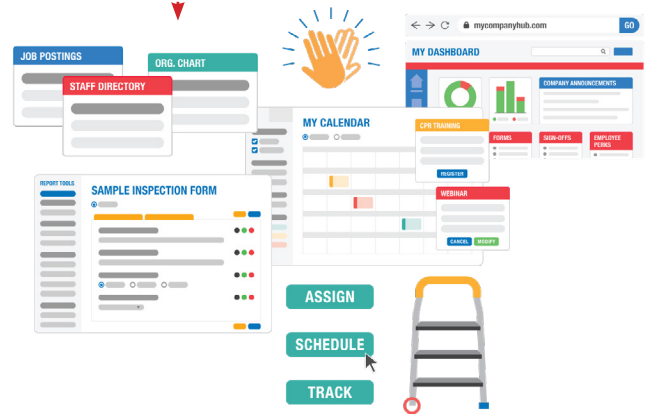 mycompanyhub.com
GO
JOB POSTINGS
ORG. CHART
STAFF DIRECTORY
MY DASHBOARD
COMPANY ANNOUNCEMENTS
FORMS
SIGN-OFFS
EMPLOYEE
PERKS
MY CALENDAR
CPR TRAINING
REGISTER
WEBINAR
CANCEL
MODIFY
REPORT TOOLS
SAMPLE INSPECTION FORM
ASSIGN
SCHEDULE
TRACK